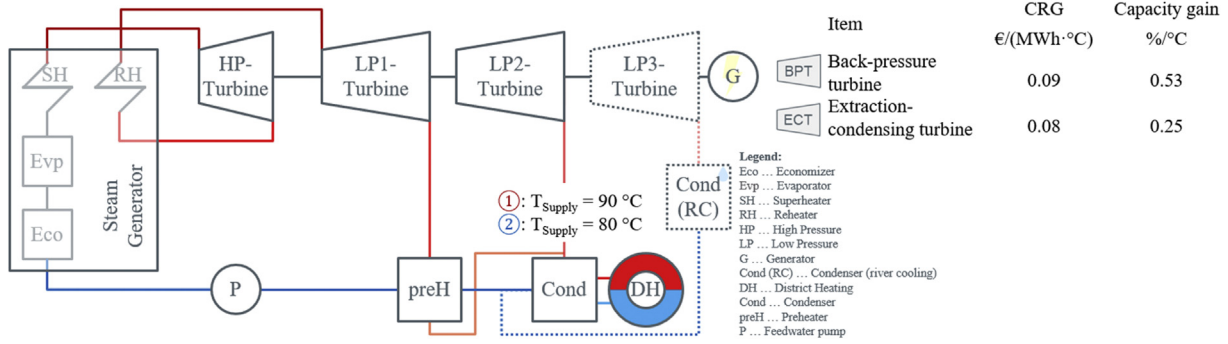 SH
RH
Evp
Eco
Steam
Generator
HP-
Turbine
LP1-
Turbine
LP2-
Turbine
LP3-
Turbine
G
① : T_Supply = 90 °C
② : T_Supply = 80 °C
Cond
(RC)
P
preH
Cond
DH
Item
CRG
Capacity gain
€/(MWh·°C)
%/°C
BPT
Back-pressure
turbine
0.09
0.53
ECT
Extraction-
condensing turbine
0.08
0.25
Legend:
Eco … Economizer
Evp … Evaporator
SH … Superheater
RH … Reheater
HP … High Pressure
LP … Low Pressure
G … Generator
Cond (RC) … Condenser (river cooling)
DH … District Heating
Cond … Condenser
preH … Preheater
P … Feedwater pump